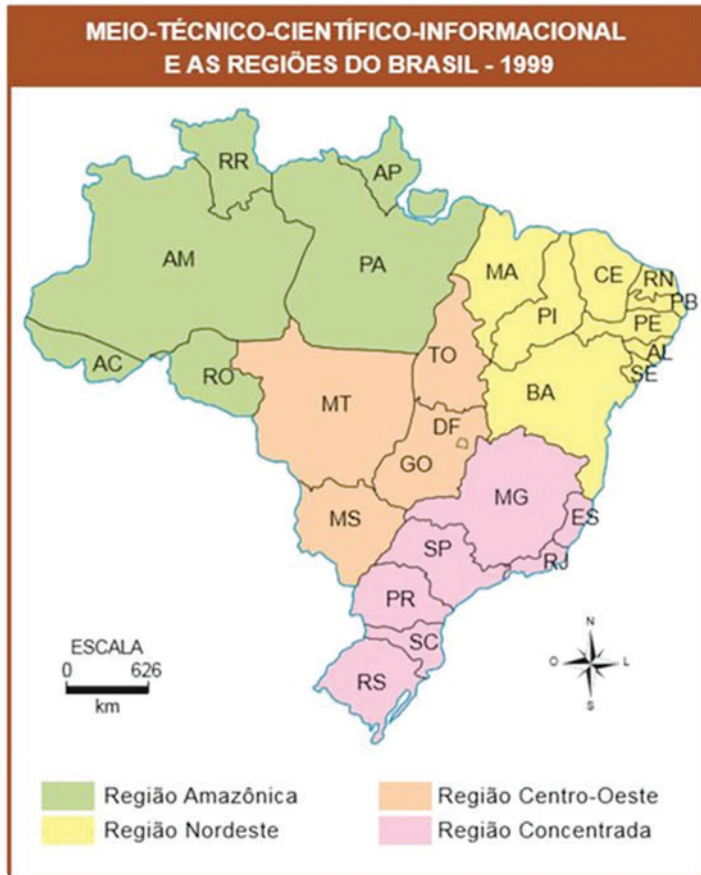 MEIO-TÉCNICO-CIENTÍFICO-INFORMACIONAL
E AS REGIÕES DO BRASIL - 1999
RR
AP
AM
PA
MA
CE
RN
PB
PI
PE
AL
SE
AC
RO
TO
BA
MT
DF
GO
MG
MS
ES
SP
RJ
PR
SC
RS
ESCALA
0 626
km
N
O L
S
Região Amazônica
Região Nordeste
Região Centro-Oeste
Região Concentrada